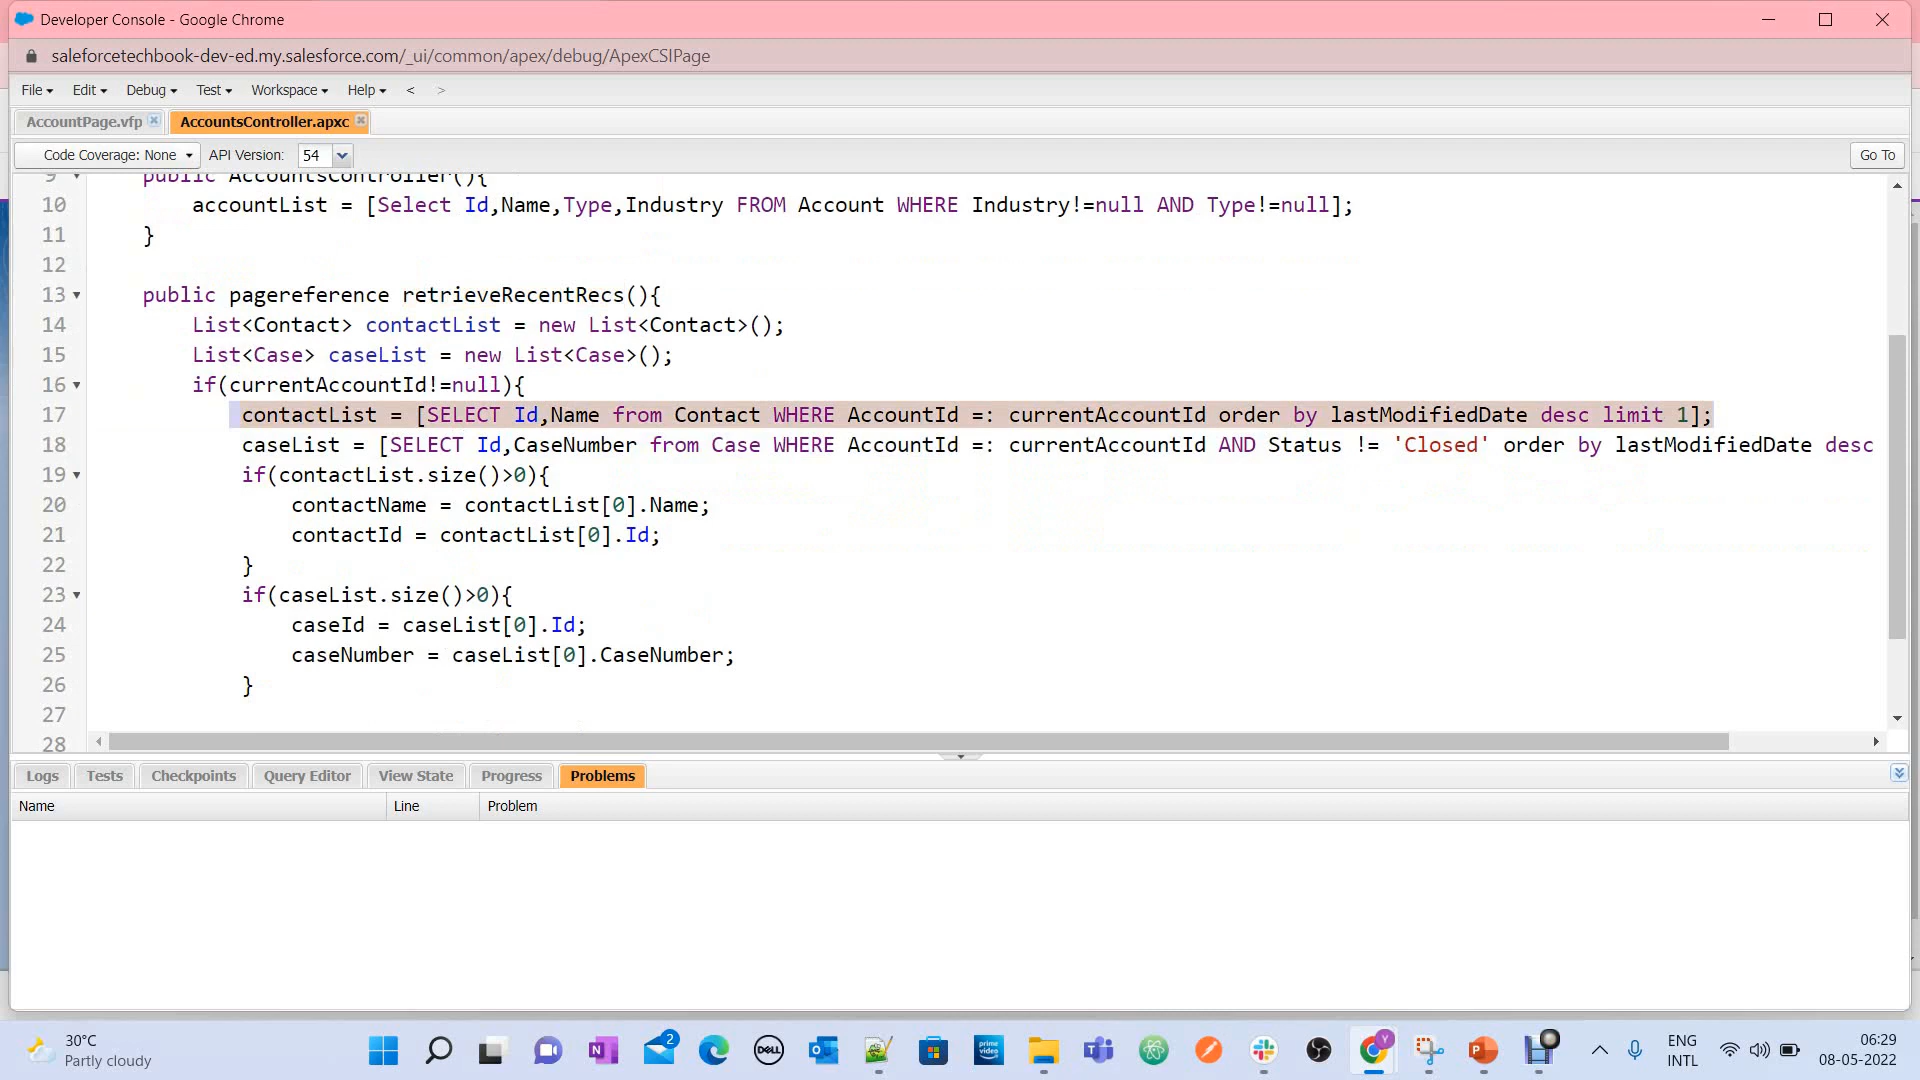 Developer Console - Google Chrome
saleforcetechbook-dev-ed.my.salesforce.com/_ui/common/apex/debug/ApexCSIPage
File Edit Debug Test Workspace Help < >
AccountPage.vfp AccountsController.apxc
Code Coverage: None API Version: 54 Go To
9 public AccountsController(){
10 accountList = [Select Id,Name,Type,Industry FROM Account WHERE Industry!=null AND Type!=null];
11 }
12
13 public pagereference retrieveRecentRecs(){
14 List<Contact> contactList = new List<Contact>();
15 List<Case> caseList = new List<Case>();
16 if(currentAccountId!=null){
17 contactList = [SELECT Id,Name from Contact WHERE AccountId =: currentAccountId order by lastModifiedDate desc limit 1];
18 caseList = [SELECT Id,CaseNumber from Case WHERE AccountId =: currentAccountId AND Status != 'Closed' order by lastModifiedDate desc
19 if(contactList.size()>0){
20 contactName = contactList[0].Name;
21 contactId = contactList[0].Id;
22 }
23 if(caseList.size()>0){
24 caseId = caseList[0].Id;
25 caseNumber = caseList[0].CaseNumber;
26 }
27
28
Logs Tests Checkpoints Query Editor View State Progress Problems
Name Line Problem
30°C
Partly cloudy
2
DELL
prime video
Y
ENG
INTL
06:29
08-05-2022